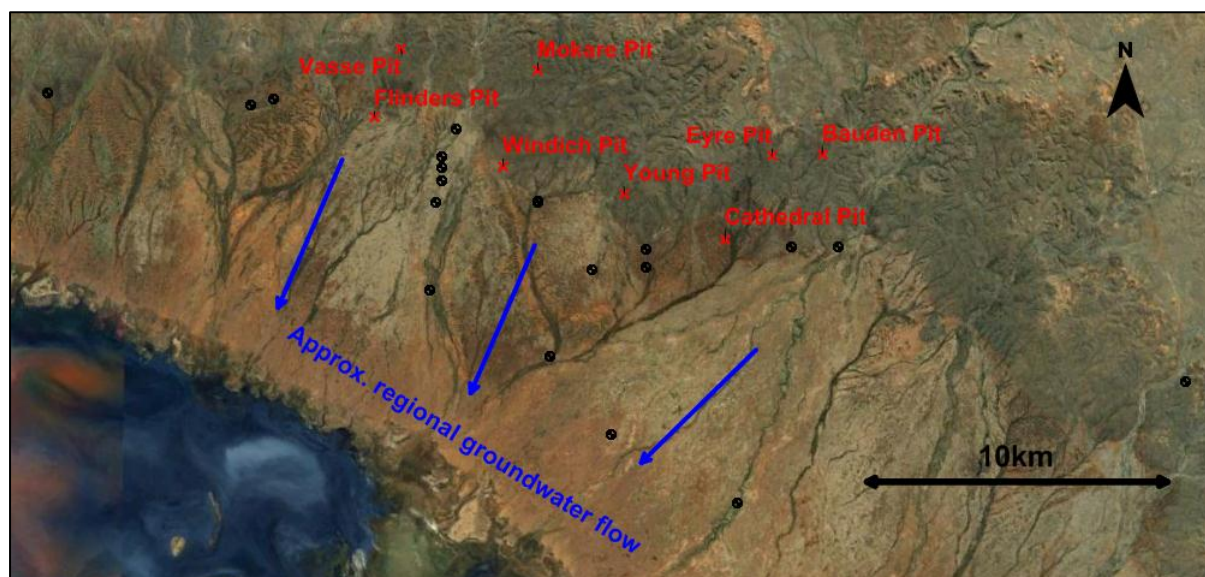 Mokare Pit
N
Vasse Pit
Flinders Pit
Windich Pit
Eyre Pit
Bauden Pit
Young Pit
Cathedral Pit
Approx. regional groundwater flow
10km